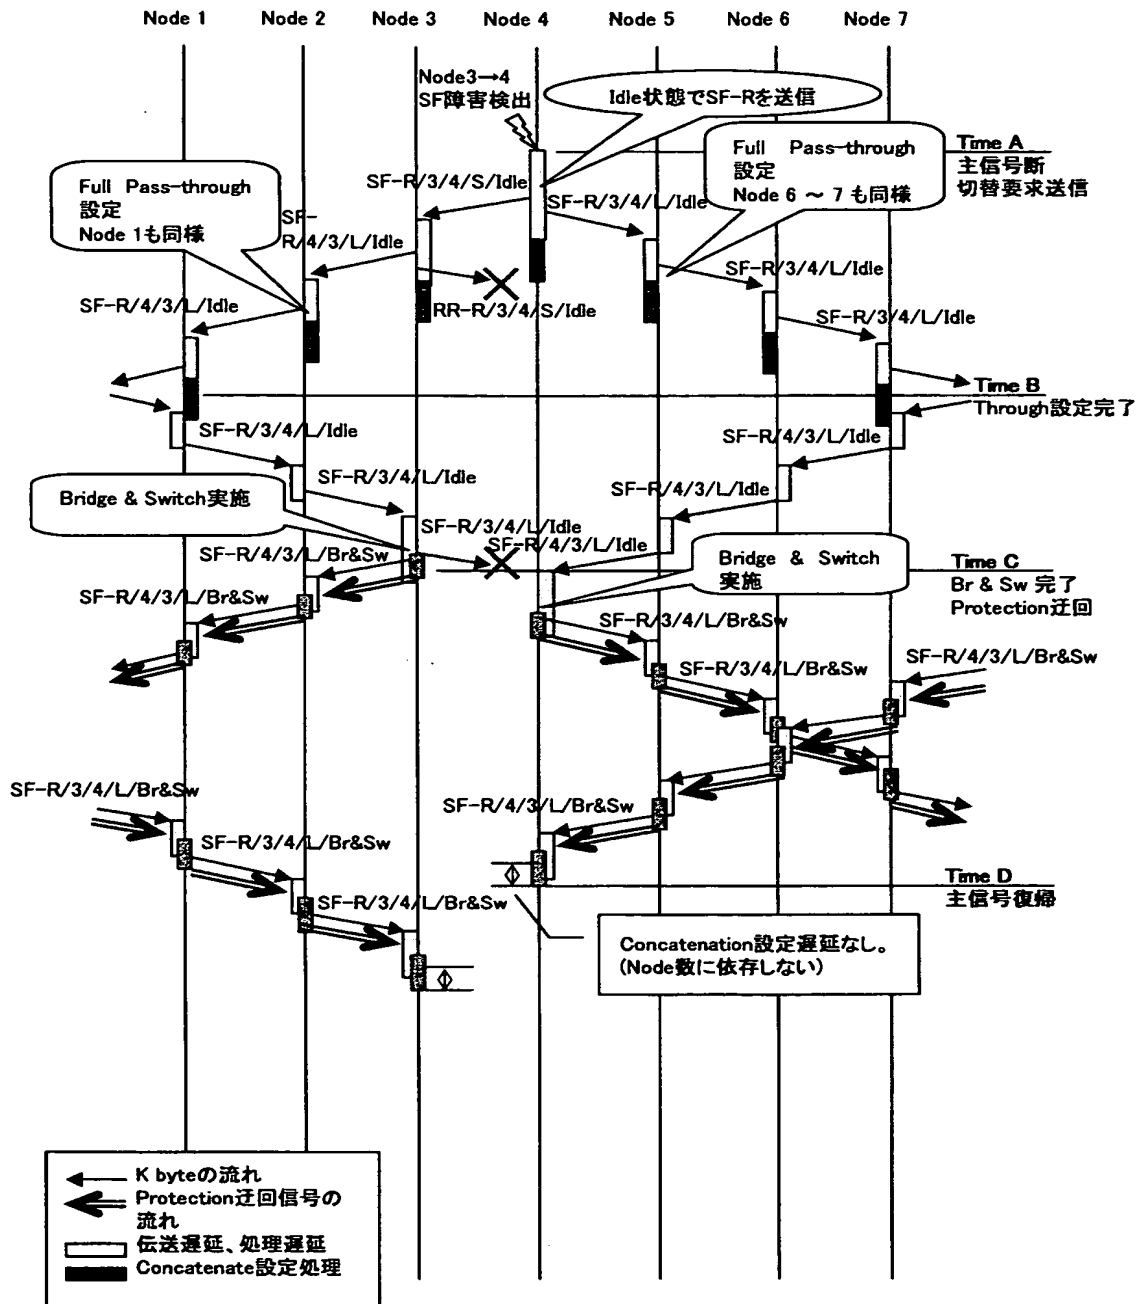 Node 1 Node 2 Node 3 Node 4 Node 5 Node 6 Node 7
Node3→4
SF障害検出
Idle状態でSF-Rを送信
Time A
主信号断
切替要求送信
Full Pass-through
設定
Node 6 ～ 7 も同様
Full Pass-through
設定
Node 1も同様
SF-R/3/4/S/Idle
SF-R/3/4/L/Idle
SF-
R/4/3/L/Idle
SF-R/3/4/L/Idle
SF-R/4/3/L/Idle
RR-R/3/4/S/Idle
SF-R/3/4/L/Idle
Time B
Through設定完了
SF-R/3/4/L/Idle
SF-R/4/3/L/Idle
SF-R/3/4/L/Idle
SF-R/4/3/L/Idle
Bridge & Switch実施
SF-R/3/4/L/Idle
SF-R/4/3/L/Idle
SF-R/4/3/L/Br&Sw
Bridge & Switch
実施
Time C
Br & Sw 完了
Protection迂回
SF-R/4/3/L/Br&Sw
SF-R/3/4/L/Br&Sw
SF-R/3/4/L/Br&Sw
SF-R/4/3/L/Br&Sw
SF-R/3/4/L/Br&Sw
SF-R/4/3/L/Br&Sw
SF-R/3/4/L/Br&Sw
SF-R/3/4/L/Br&Sw
Time D
主信号復帰
Concatenation設定遅延なし。
(Node数に依存しない)
K byteの流れ
Protection迂回信号の
流れ
伝送遅延、処理遅延
Concatenate設定処理